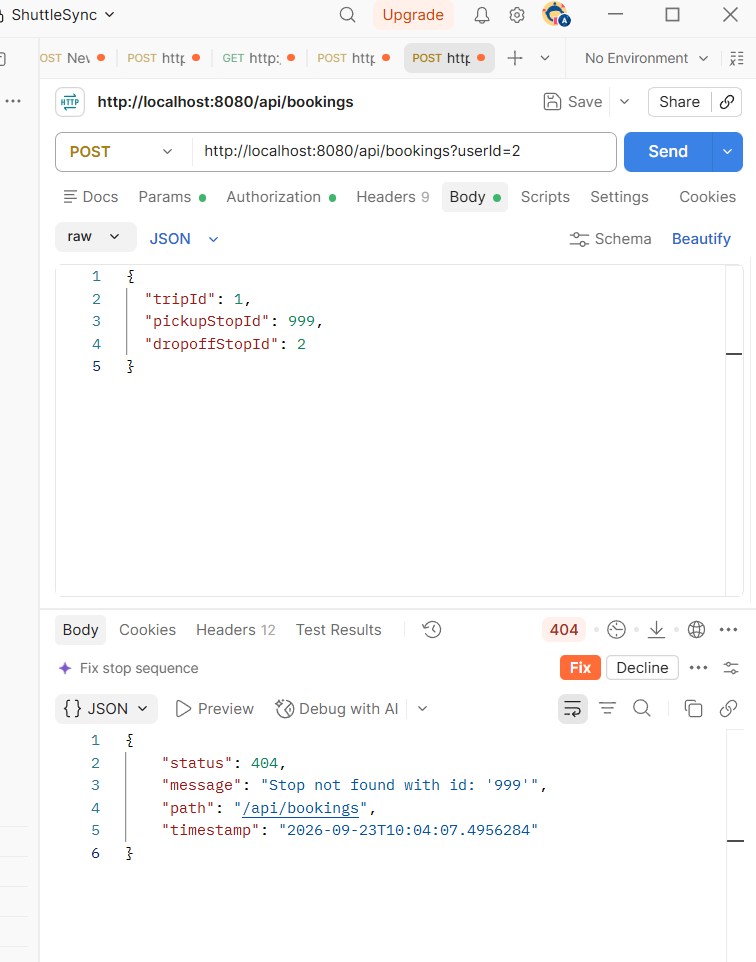 ShuttleSync
Upgrade
A
OST Nev
POST http
GET http:
POST http
POST http
No Environment
HTTP
http://localhost:8080/api/bookings
Save
Share
POST
http://localhost:8080/api/bookings?userId=2
Send
Docs
Params
Authorization
Headers 9
Body
Scripts
Settings
Cookies
raw
JSON
Schema
Beautify
1 {
2 "tripId": 1,
3 "pickupStopId": 999,
4 "dropoffStopId": 2
5 }
Body
Cookies
Headers 12
Test Results
404
Fix stop sequence
Fix
Decline
{} JSON
Preview
Debug with AI
1 {
2 "status": 404,
3 "message": "Stop not found with id: '999'",
4 "path": "/api/bookings",
5 "timestamp": "2026-09-23T10:04:07.4956284"
6 }